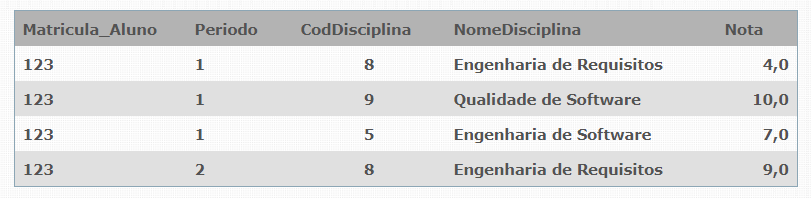 Matricula_Aluno Periodo CodDisciplina NomeDisciplina Nota
123 1 8 Engenharia de Requisitos 4,0
123 1 9 Qualidade de Software 10,0
123 1 5 Engenharia de Software 7,0
123 2 8 Engenharia de Requisitos 9,0